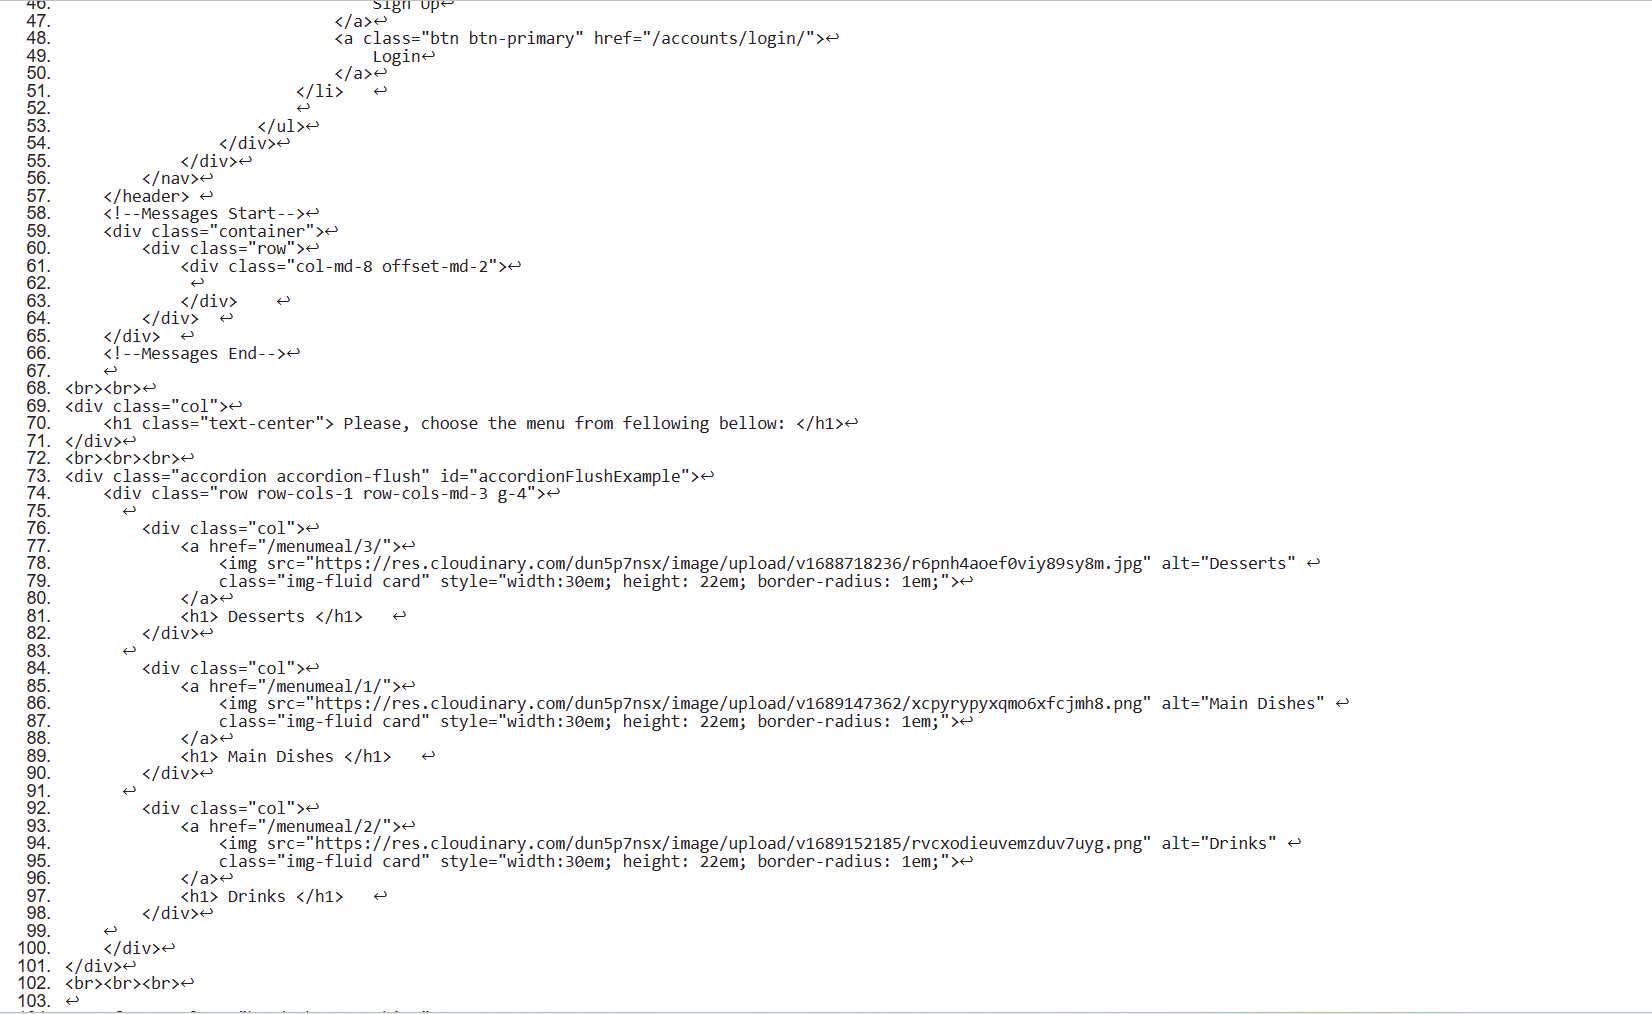 46. Sign Up↩
47. </a>↩
48. <a class="btn btn-primary" href="/accounts/login/">↩
49. Login↩
50. </a>↩
51. </li> ↩
52. ↩
53. </ul>↩
54. </div>↩
55. </div>↩
56. </nav>↩
57. </header> ↩
58. <!--Messages Start-->↩
59. <div class="container">↩
60. <div class="row">↩
61. <div class="col-md-8 offset-md-2">↩
62. ↩
63. </div> ↩
64. </div> ↩
65. </div> ↩
66. <!--Messages End-->↩
67. ↩
68. <br><br>↩
69. <div class="col">↩
70. <h1 class="text-center"> Please, choose the menu from fellowing bellow: </h1>↩
71. </div>↩
72. <br><br><br>↩
73. <div class="accordion accordion-flush" id="accordionFlushExample">↩
74. <div class="row row-cols-1 row-cols-md-3 g-4">↩
75. ↩
76. <div class="col">↩
77. <a href="/menumeal/3/">↩
78. <img src="https://res.cloudinary.com/dun5p7nsx/image/upload/v1688718236/r6pnh4aoef0viy89sy8m.jpg" alt="Desserts" ↩
79. class="img-fluid card" style="width:30em; height: 22em; border-radius: 1em;">↩
80. </a>↩
81. <h1> Desserts </h1> ↩
82. </div>↩
83. ↩
84. <div class="col">↩
85. <a href="/menumeal/1/">↩
86. <img src="https://res.cloudinary.com/dun5p7nsx/image/upload/v1689147362/xcpyrypyxqmo6xfcjmh8.png" alt="Main Dishes" ↩
87. class="img-fluid card" style="width:30em; height: 22em; border-radius: 1em;">↩
88. </a>↩
89. <h1> Main Dishes </h1> ↩
90. </div>↩
91. ↩
92. <div class="col">↩
93. <a href="/menumeal/2/">↩
94. <img src="https://res.cloudinary.com/dun5p7nsx/image/upload/v1689152185/rvcxodieuvemzduv7uyg.png" alt="Drinks" ↩
95. class="img-fluid card" style="width:30em; height: 22em; border-radius: 1em;">↩
96. </a>↩
97. <h1> Drinks </h1> ↩
98. </div>↩
99. ↩
100. </div>↩
101. </div>↩
102. <br><br><br>↩
103. ↩